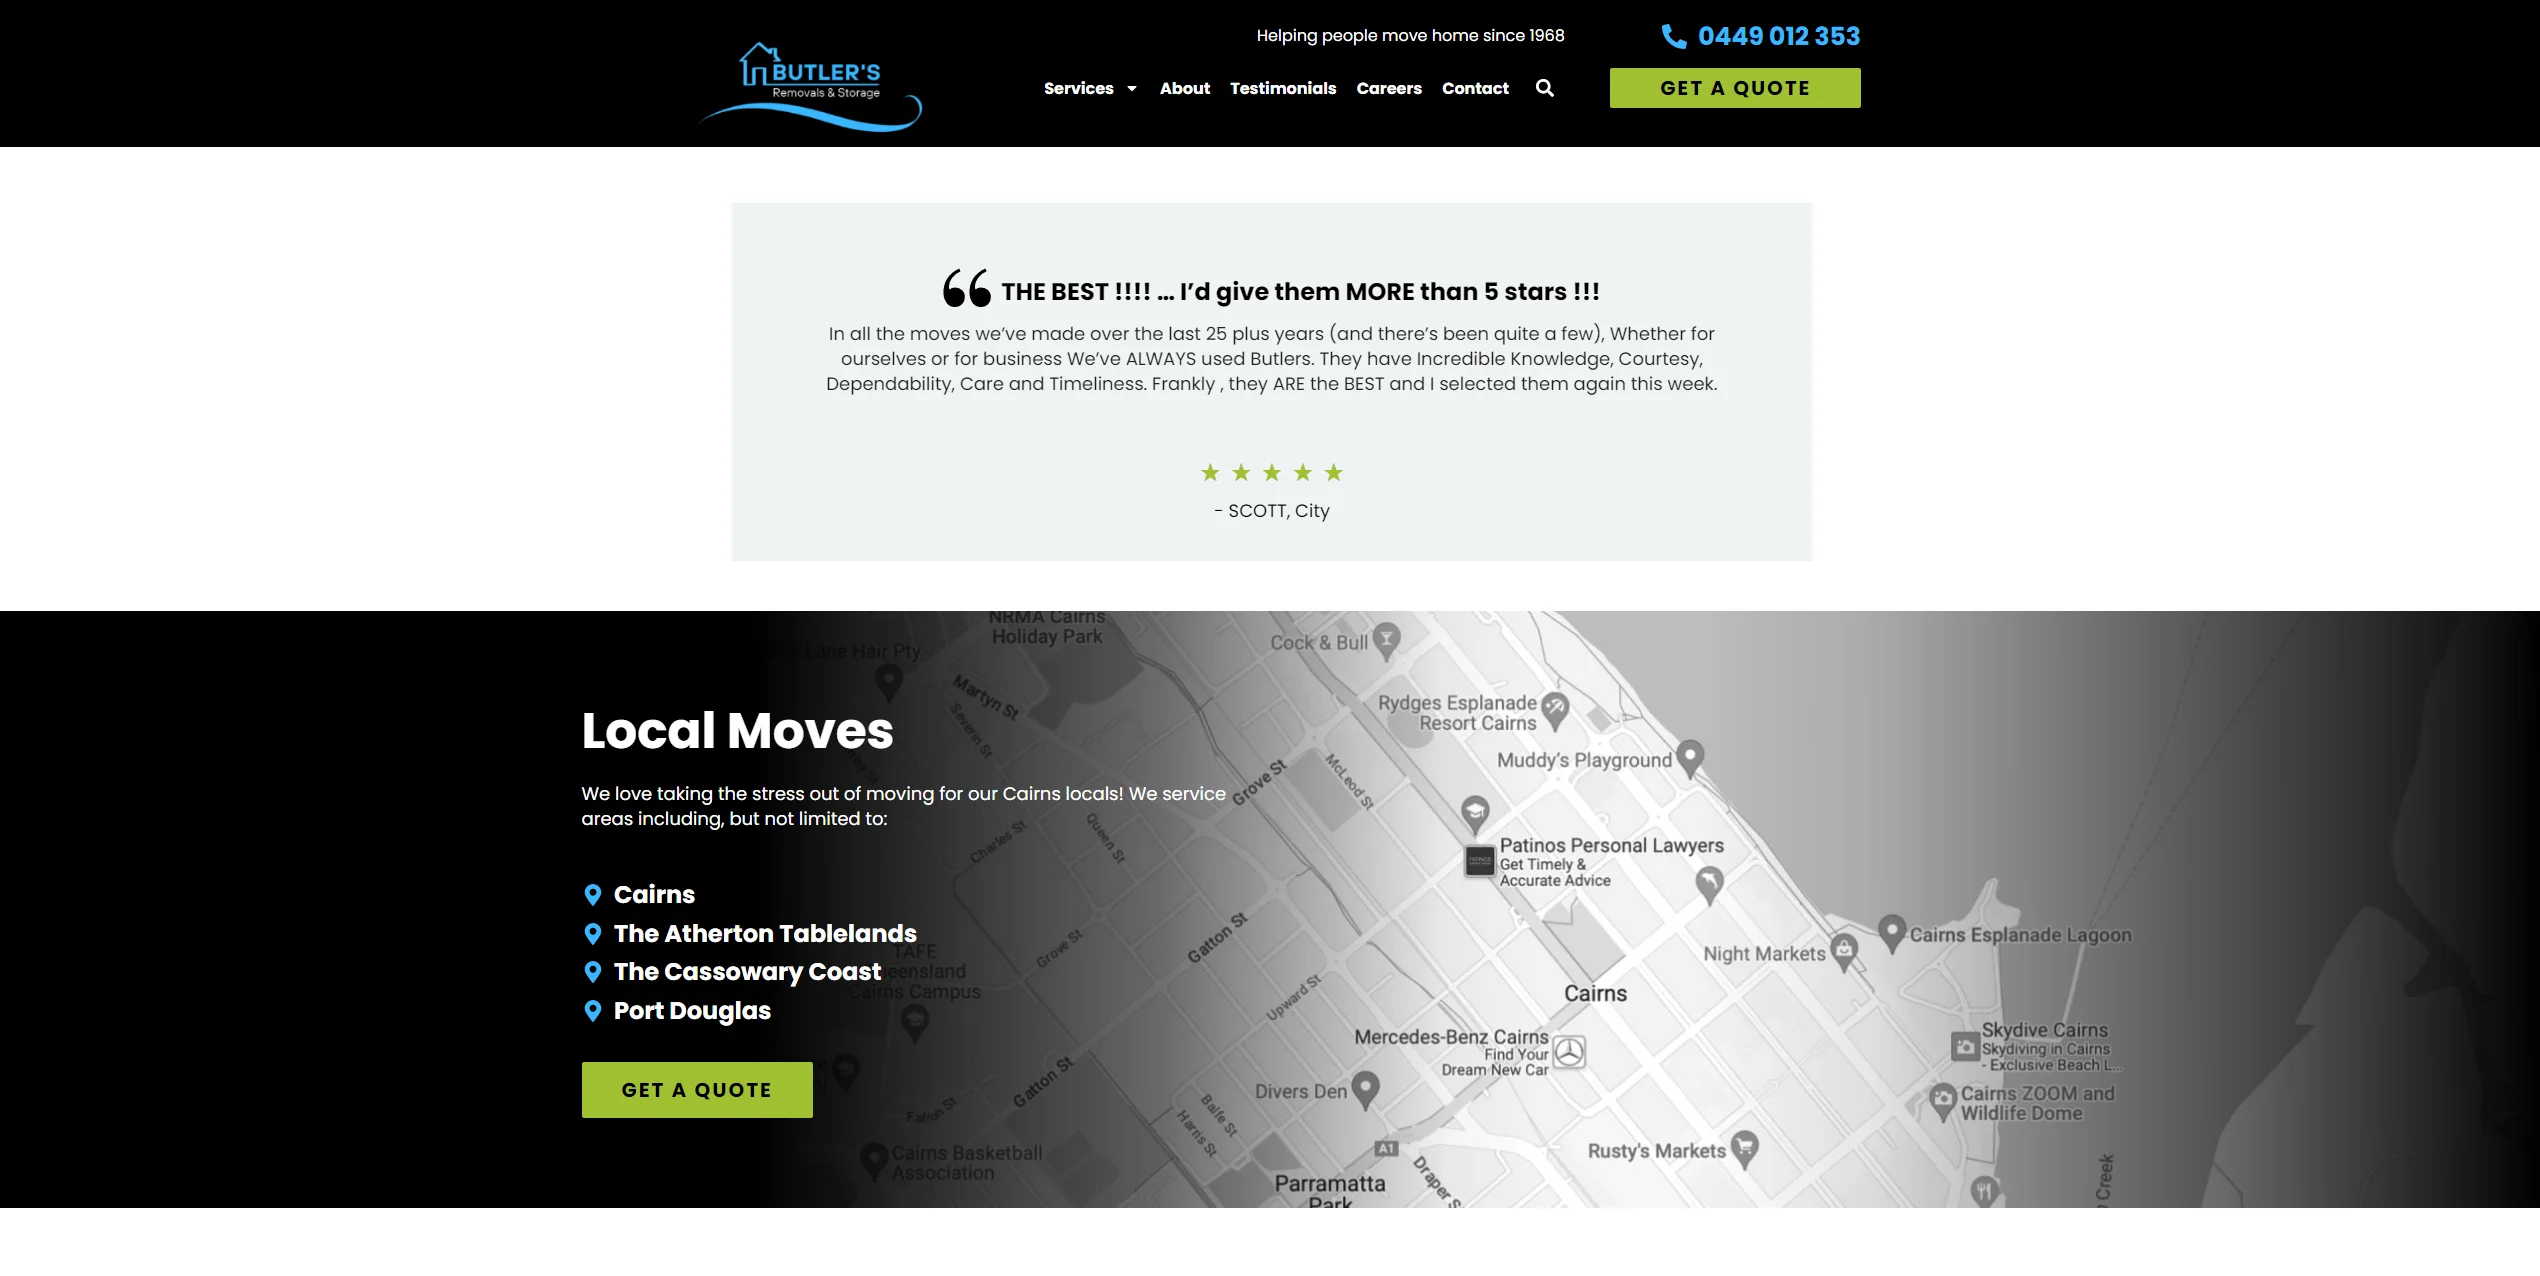 Helping people move home since 1968
0449 012 353
BUTLER'S
Removals & Storage
Services
About
Testimonials
Careers
Contact
GET A QUOTE
THE BEST !!!! ... I’d give them MORE than 5 stars !!!
In all the moves we’ve made over the last 25 plus years (and there’s been quite a few), Whether for
ourselves or for business We’ve ALWAYS used Butlers. They have Incredible Knowledge, Courtesy,
Dependability, Care and Timeliness. Frankly , they ARE the BEST and I selected them again this week.
- SCOTT, City
Local Moves
We love taking the stress out of moving for our Cairns locals! We service
areas including, but not limited to:
Cairns
The Atherton Tablelands
The Cassowary Coast
Port Douglas
GET A QUOTE
NRMA Cairns
Holiday Park
Lane Hair Pty
Cock & Bull
Martyn St
Severin St
Rydges Esplanade
Resort Cairns
Muddy's Playground
Grove St
McLeod St
Queen St
Charles St
Patinos Personal Lawyers
Get Timely &
Accurate Advice
Gatton St
Grove St
TAFE
Queensland
Cairns Campus
Night Markets
Cairns Esplanade Lagoon
Upward St
Cairns
Mercedes-Benz Cairns
Find Your
Dream New Car
Skydive Cairns
Skydiving in Cairns
- Exclusive Beach L...
Gatton St
Divers Den
Cairns ZOOM and
Wildlife Dome
Fallon St
Balfe St
Harris St
A1
Rusty's Markets
Cairns Basketball
Association
Draper S
Parramatta
Park
Creek